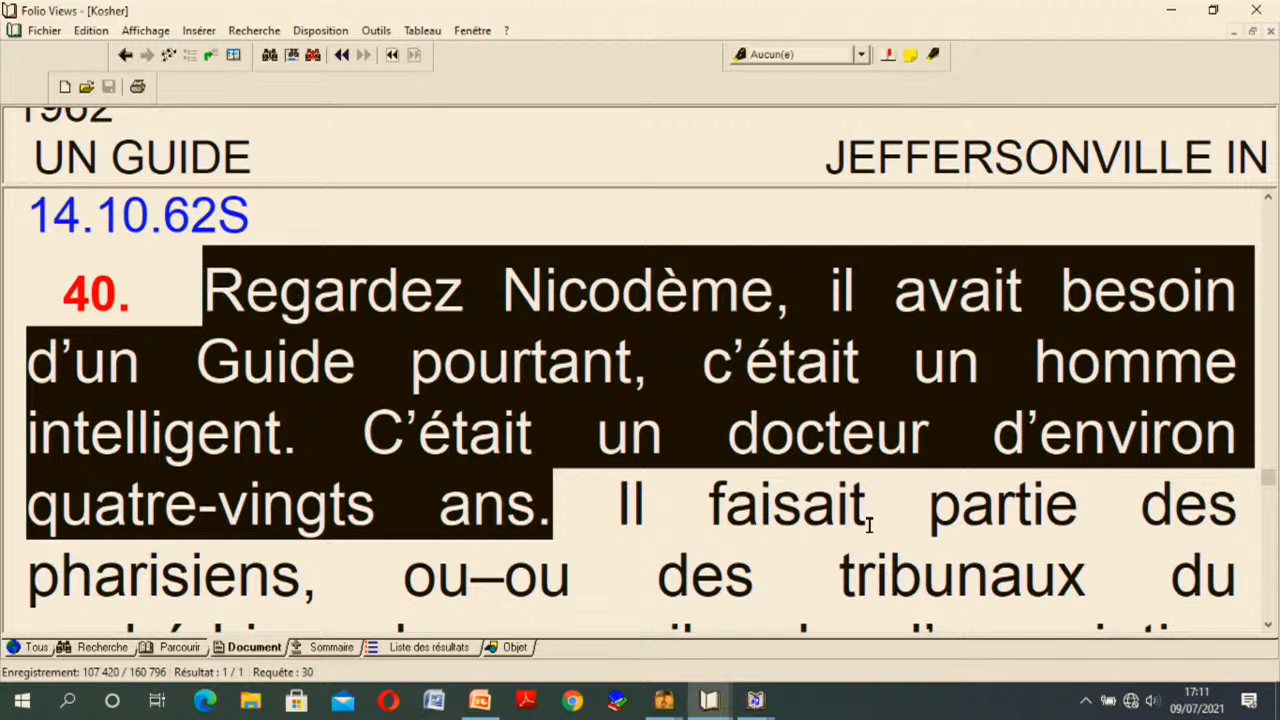 Folio Views - [Kosher]
Fichier Edition Affichage Insérer Recherche Disposition Outils Tableau Fenêtre ?
Aucun(e)
1962
UN GUIDE JEFFERSONVILLE IN
14.10.62S
40. Regardez Nicodème, il avait besoin
d’un Guide pourtant, c’était un homme
intelligent. C’était un docteur d’environ
quatre-vingts ans. Il faisait partie des
pharisiens, ou–ou des tribunaux du
Tous Recherche Parcourir Document Sommaire Liste des résultats Objet
Enregistrement: 107 420 / 160 796 Résultat : 1 / 1 Requête : 30
17:11
09/07/2021